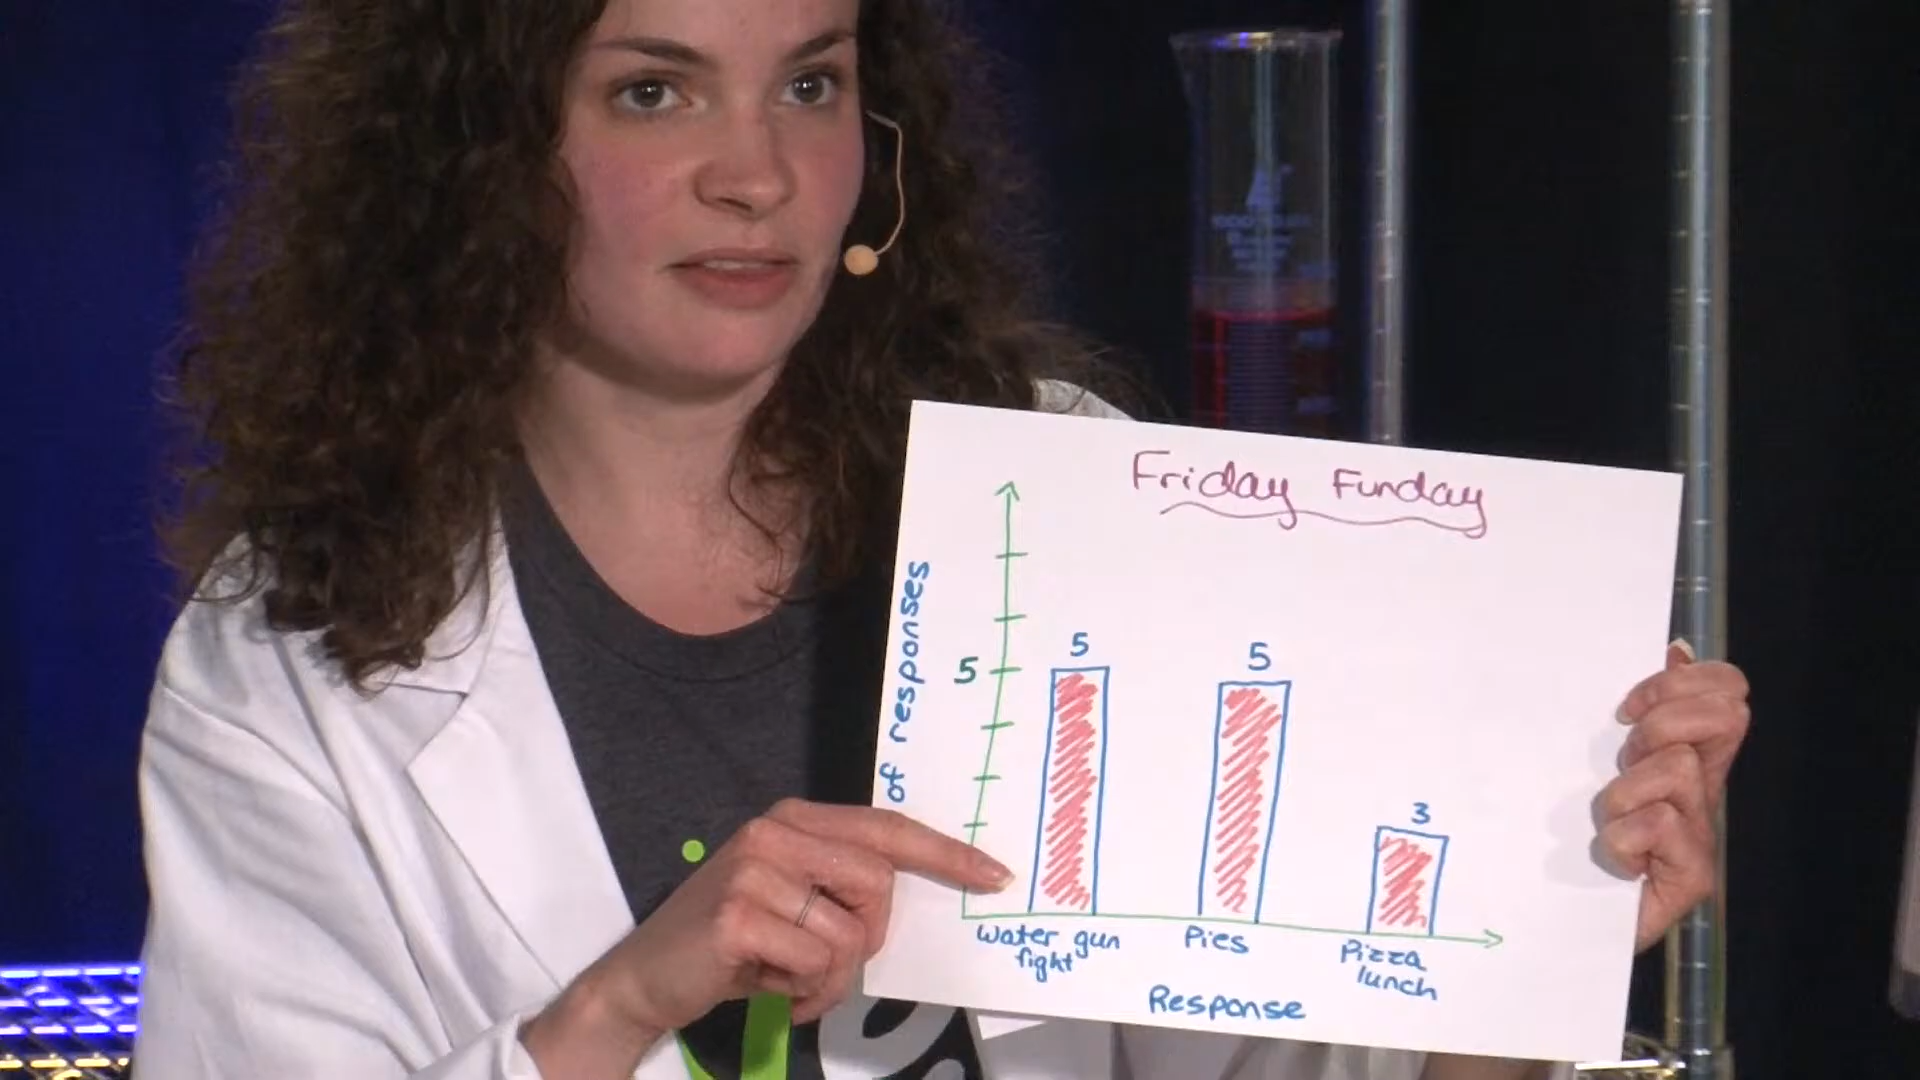 Friday Funday
of responses
5
5
5
3
Water gun
fight
Pies
Pizza
lunch
Response